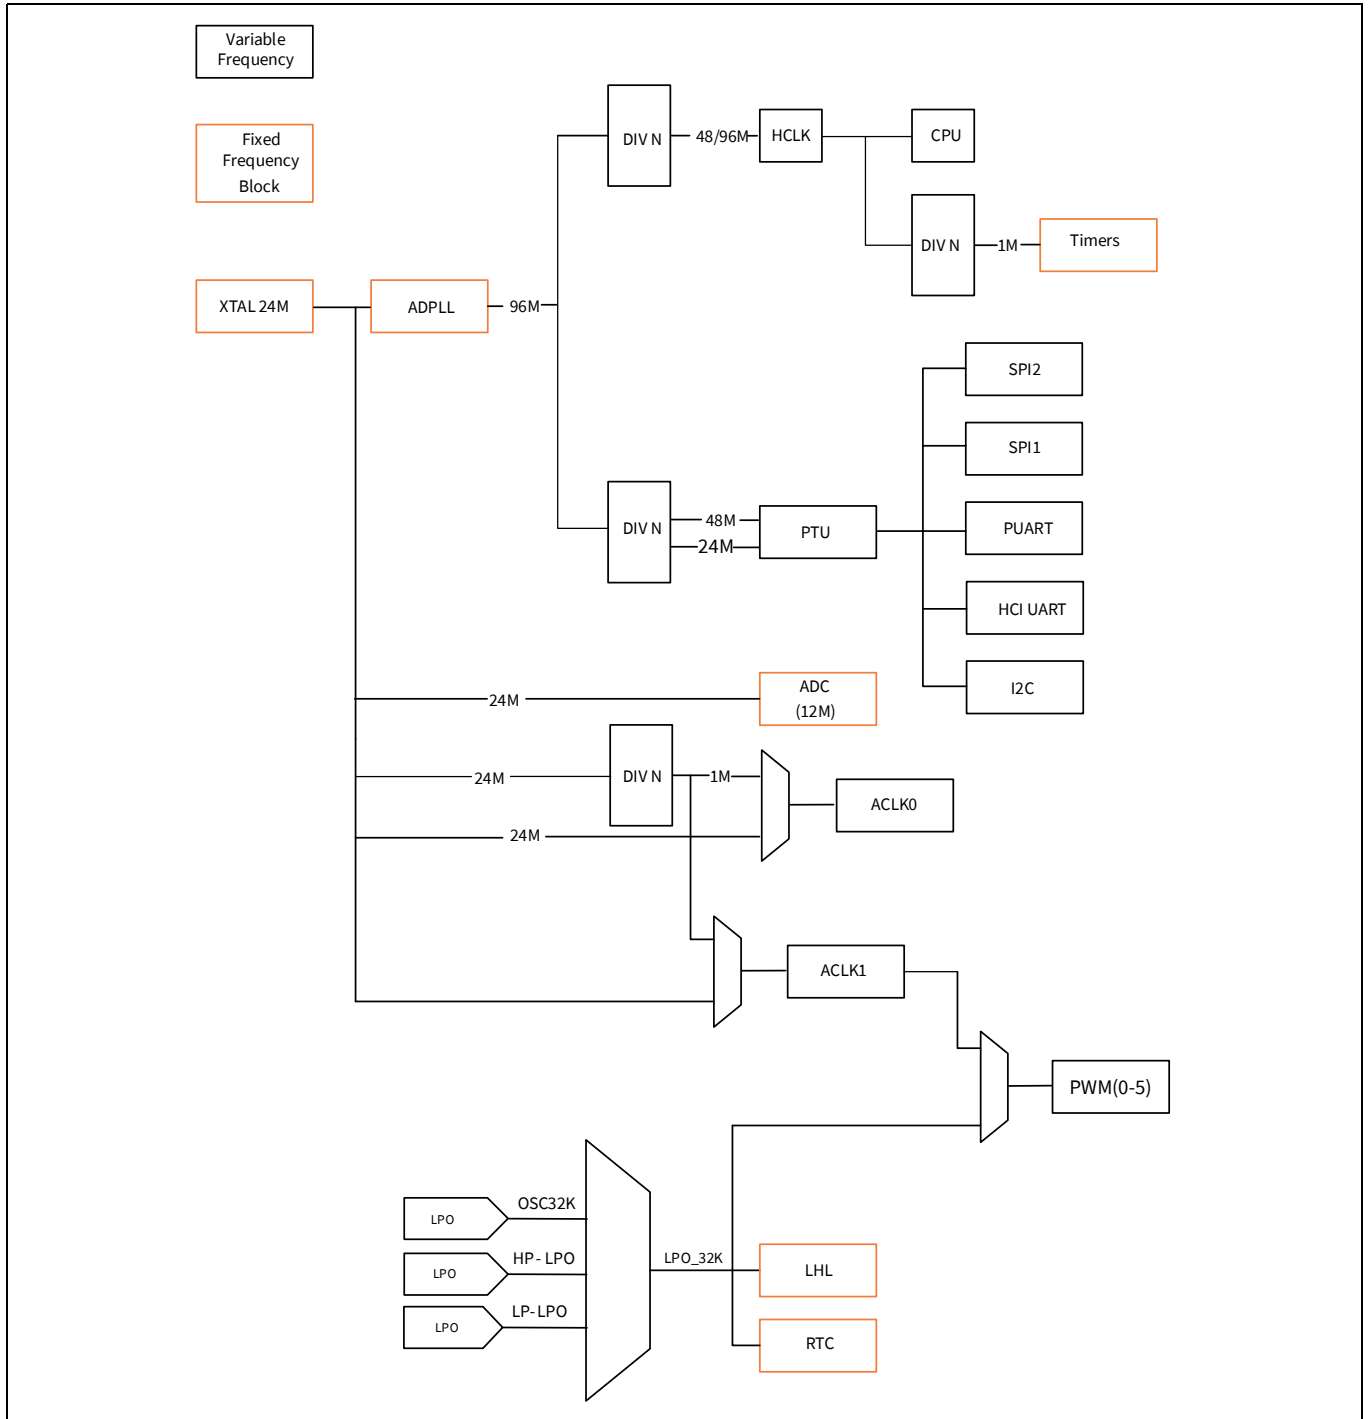 Variable
Frequency
Fixed
Frequency
Block
DIV N
48/96M
HCLK
CPU
DIV N
1M
Timers
XTAL 24M
ADPLL
96M
SPI2
SPI1
DIV N
48M
24M
PTU
PUART
HCI UART
I2C
24M
ADC
(12M)
24M
DIV N
1M
24M
ACLK0
ACLK1
PWM(0-5)
LPO
OSC32K
LPO
HP- LPO
LPO
LP-LPO
LPO_32K
LHL
RTC